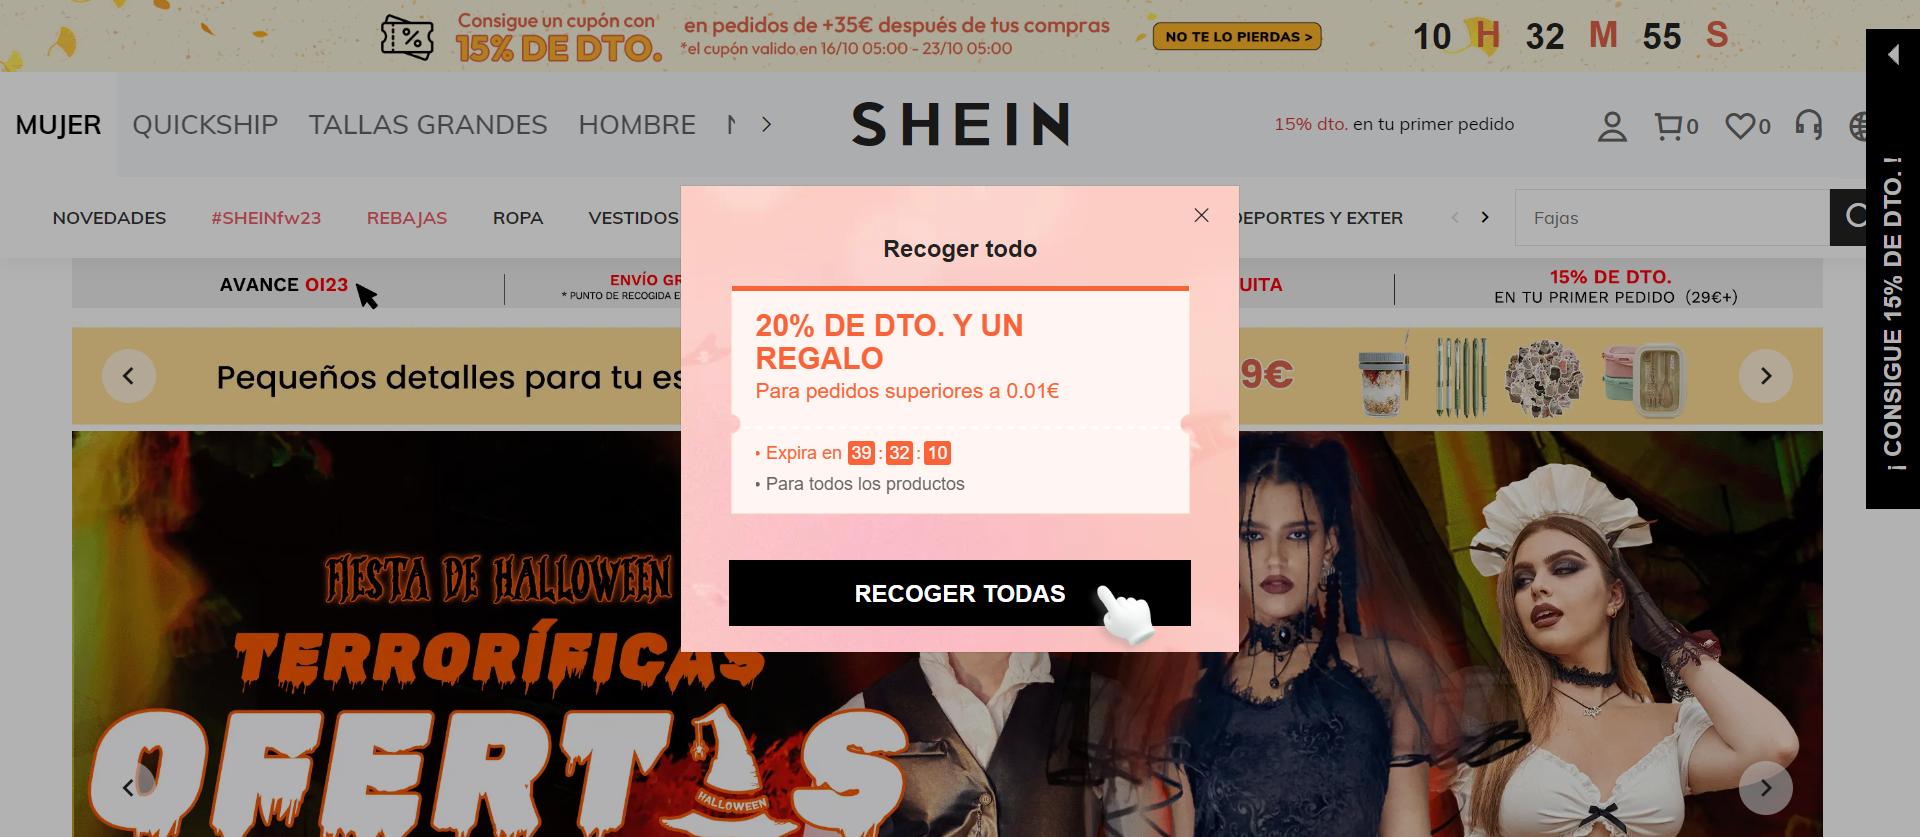 Consigue un cupón con
15% DE DTO.
en pedidos de +35€ después de tus compras
*el cupón valido en 16/10 05:00 - 23/10 05:00
NO TE LO PIERDAS >
10 H 32 M 55 S
MUJER
QUICKSHIP
TALLAS GRANDES
HOMBRE
SHEIN
15% dto. en tu primer pedido
0
0
NOVEDADES
#SHEINfw23
REBAJAS
ROPA
VESTIDOS
DEPORTES Y EXTER
Fajas
¡ CONSIGUE 15% DE DTO. !
AVANCE OI23
ENVÍO GR
* PUNTO DE RECOGIDA E
UITA
15% DE DTO.
EN TU PRIMER PEDIDO (29€+)
Pequeños detalles para tu es
9€
Recoger todo
20% DE DTO. Y UN
REGALO
Para pedidos superiores a 0.01€
• Expira en 39 : 32 : 10
• Para todos los productos
RECOGER TODAS
FIESTA DE HALLOWEEN
TERRORÍFICAS
OFERTAS
HALLOWEEN